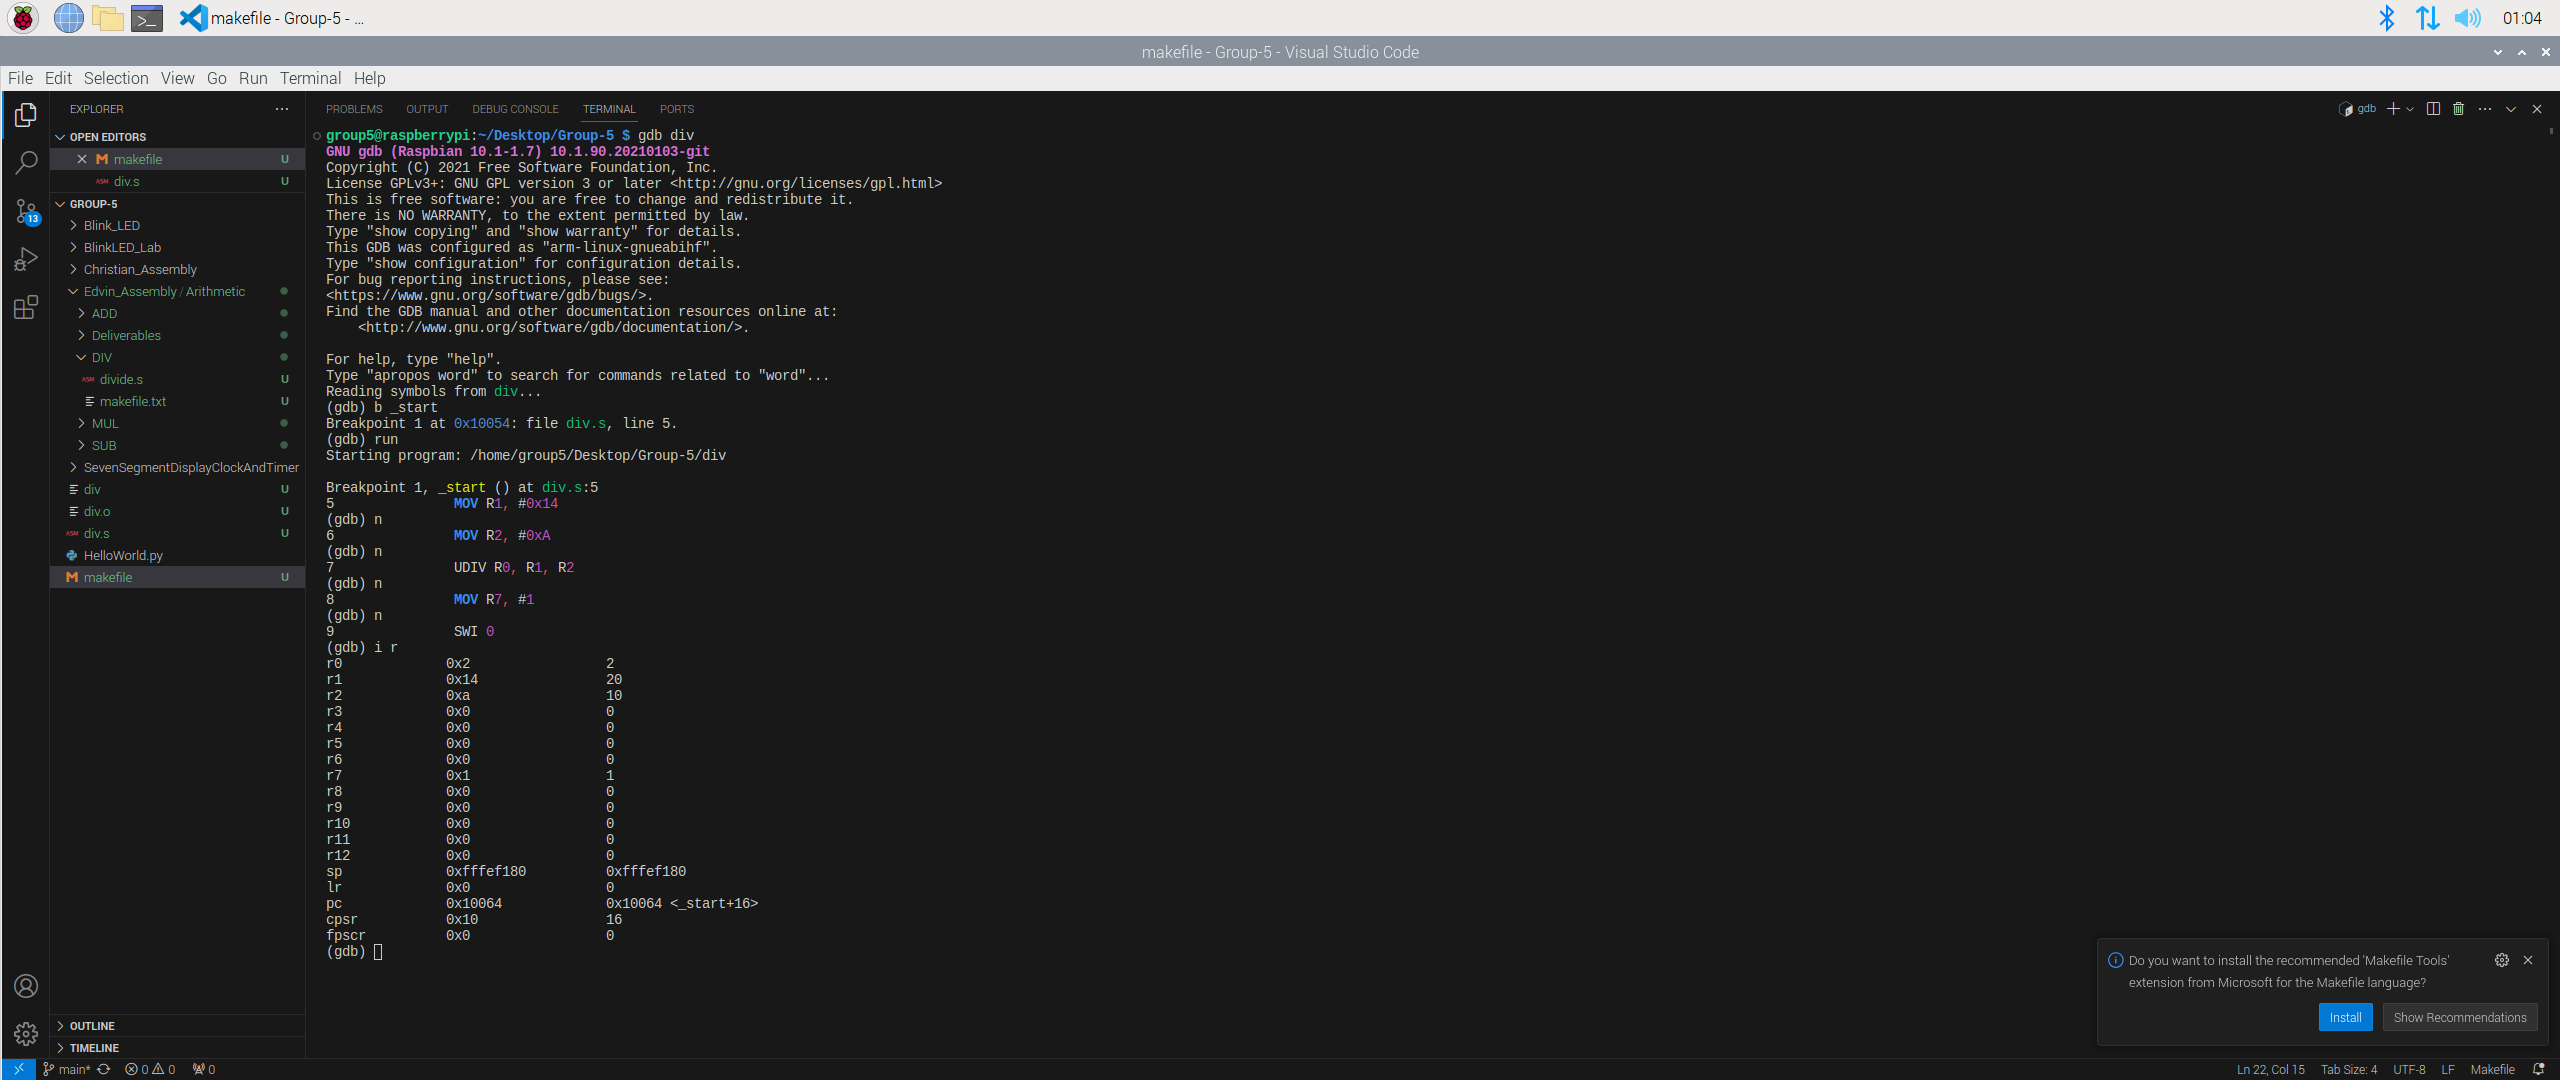 makefile - Group-5 - ...
01:04
makefile - Group-5 - Visual Studio Code
File Edit Selection View Go Run Terminal Help
EXPLORER
OPEN EDITORS
makefile U
ASM div.s U
GROUP-5
Blink_LED
BlinkLED_Lab
Christian_Assembly
Edvin_Assembly / Arithmetic
ADD
Deliverables
DIV
ASM divide.s U
makefile.txt U
MUL
SUB
SevenSegmentDisplayClockAndTimer
div U
div.o U
ASM div.s U
HelloWorld.py
makefile U
OUTLINE
TIMELINE
13
PROBLEMS OUTPUT DEBUG CONSOLE TERMINAL PORTS
gdb
group5@raspberrypi:~/Desktop/Group-5 $ gdb div
GNU gdb (Raspbian 10.1-1.7) 10.1.90.20210103-git
Copyright (C) 2021 Free Software Foundation, Inc.
License GPLv3+: GNU GPL version 3 or later <http://gnu.org/licenses/gpl.html>
This is free software: you are free to change and redistribute it.
There is NO WARRANTY, to the extent permitted by law.
Type "show copying" and "show warranty" for details.
This GDB was configured as "arm-linux-gnueabihf".
Type "show configuration" for configuration details.
For bug reporting instructions, please see:
<https://www.gnu.org/software/gdb/bugs/>.
Find the GDB manual and other documentation resources online at:
<http://www.gnu.org/software/gdb/documentation/>.
For help, type "help".
Type "apropos word" to search for commands related to "word"...
Reading symbols from div...
(gdb) b _start
Breakpoint 1 at 0x10054: file div.s, line 5.
(gdb) run
Starting program: /home/group5/Desktop/Group-5/div
Breakpoint 1, _start () at div.s:5
5 MOV R1, #0x14
(gdb) n
6 MOV R2, #0xA
(gdb) n
7 UDIV R0, R1, R2
(gdb) n
8 MOV R7, #1
(gdb) n
9 SWI 0
(gdb) i r
r0 0x2 2
r1 0x14 20
r2 0xa 10
r3 0x0 0
r4 0x0 0
r5 0x0 0
r6 0x0 0
r7 0x1 1
r8 0x0 0
r9 0x0 0
r10 0x0 0
r11 0x0 0
r12 0x0 0
sp 0xfffef180 0xfffef180
lr 0x0 0
pc 0x10064 0x10064 <_start+16>
cpsr 0x10 16
fpscr 0x0 0
(gdb)
Do you want to install the recommended 'Makefile Tools'
extension from Microsoft for the Makefile language?
Install Show Recommendations
main* 0 0 0
Ln 22, Col 15 Tab Size: 4 UTF-8 LF Makefile